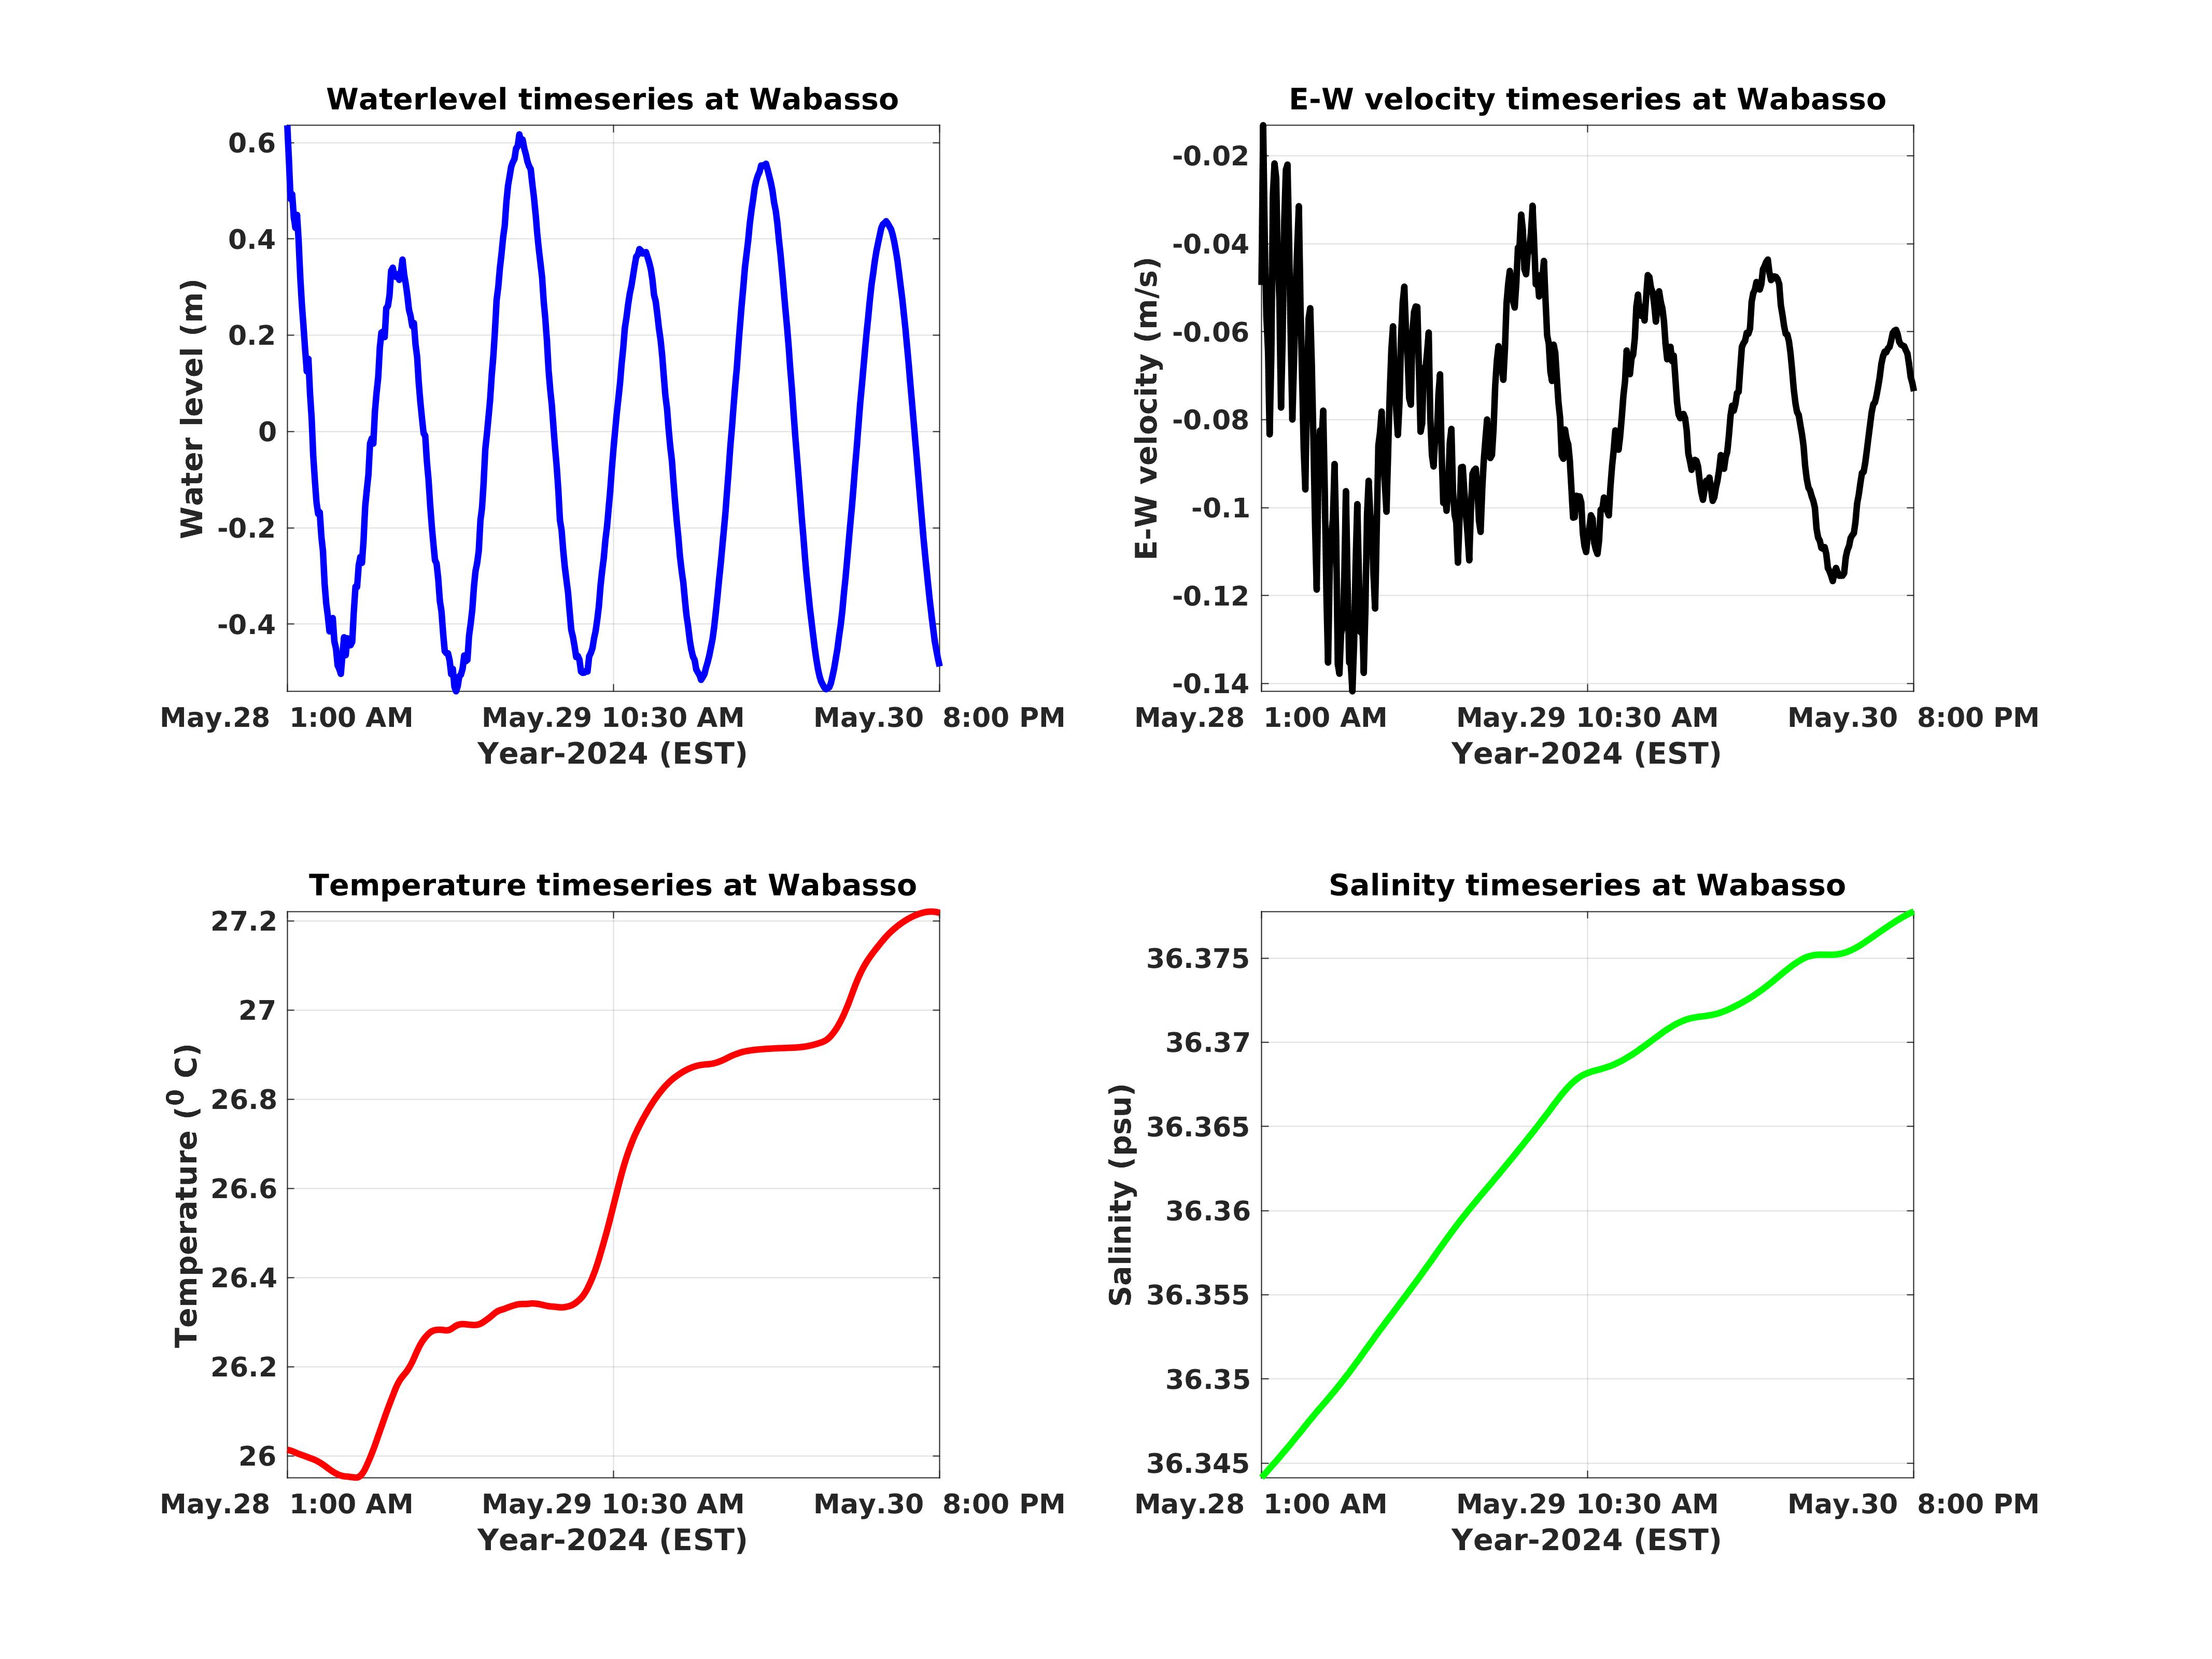 Waterlevel timeseries at Wabasso
0.6
0.4
0.2
0
-0.2
-0.4
Water level (m)
May.28 1:00 AM May.29 10:30 AM May.30 8:00 PM
Year-2024 (EST)
E-W velocity timeseries at Wabasso
-0.02
-0.04
-0.06
-0.08
-0.1
-0.12
-0.14
E-W velocity (m/s)
May.28 1:00 AM May.29 10:30 AM May.30 8:00 PM
Year-2024 (EST)
Temperature timeseries at Wabasso
27.2
27
26.8
26.6
26.4
26.2
26
Temperature (⁰ C)
May.28 1:00 AM May.29 10:30 AM May.30 8:00 PM
Year-2024 (EST)
Salinity timeseries at Wabasso
36.375
36.37
36.365
36.36
36.355
36.35
36.345
Salinity (psu)
May.28 1:00 AM May.29 10:30 AM May.30 8:00 PM
Year-2024 (EST)